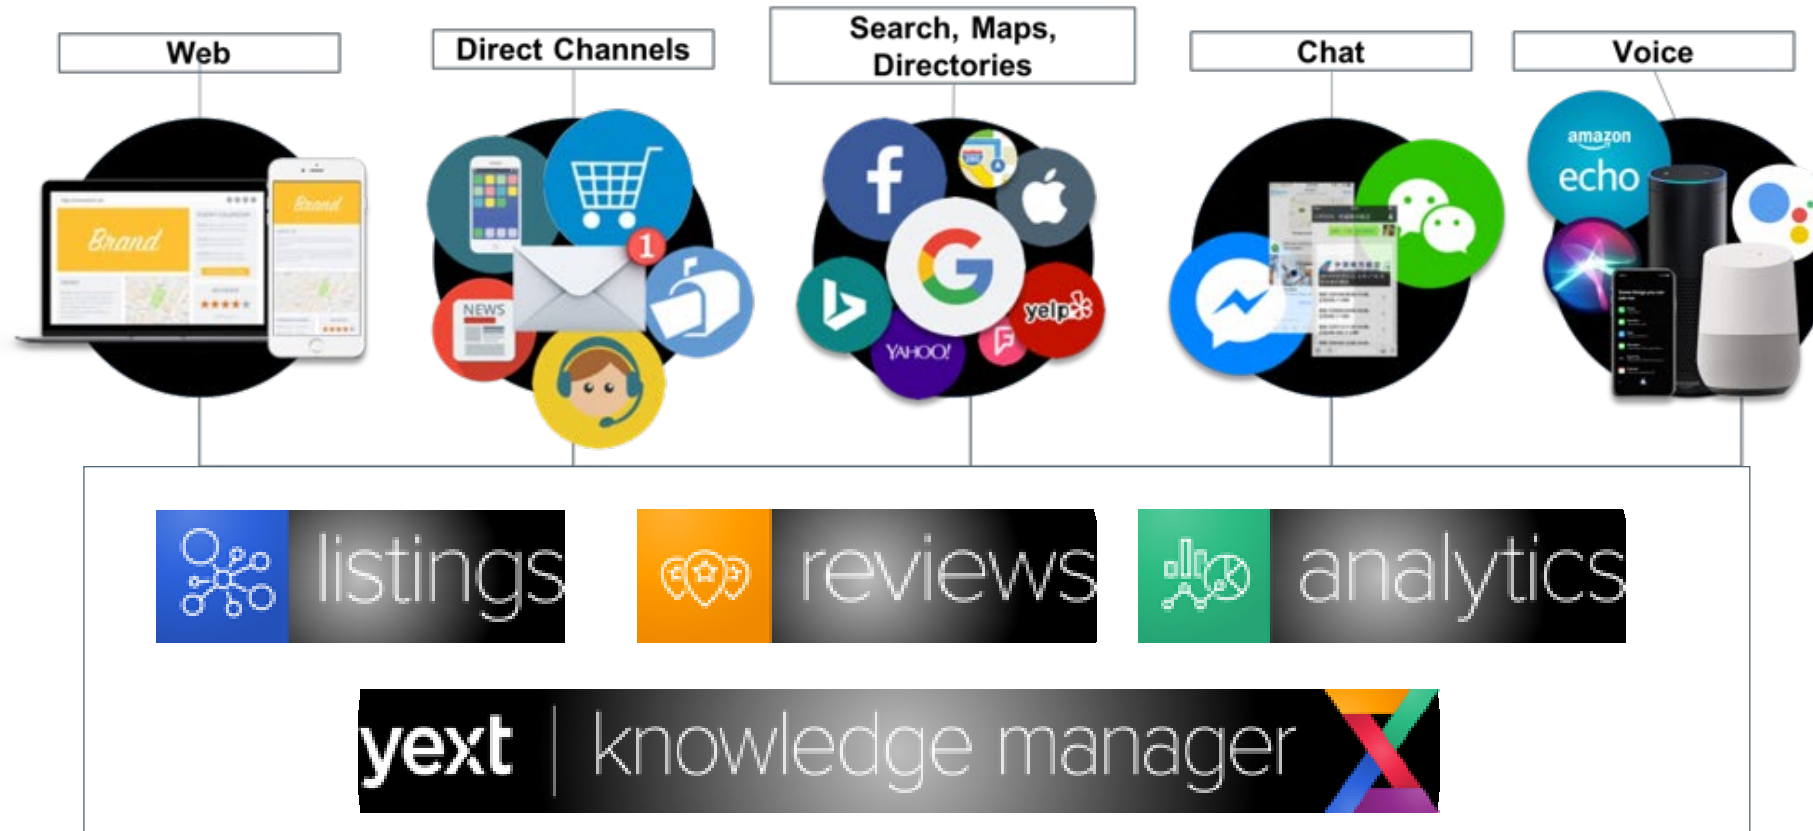 Web
Direct Channels
Search, Maps,
Directories
Chat
Voice
Brand
Brand
NEWS
1
YAHOO!
yelp
amazon
echo
listings
reviews
analytics
yext | knowledge manager